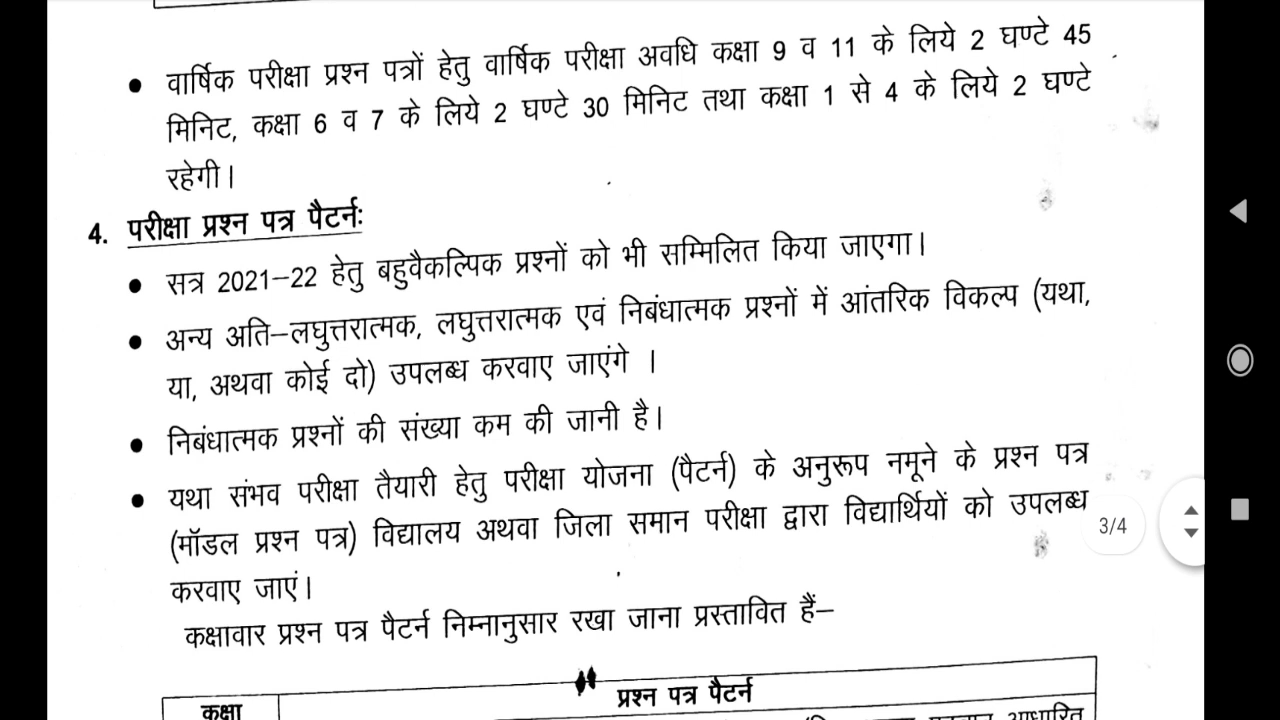 • वार्षिक परीक्षा प्रश्न पत्रों हेतु वार्षिक परीक्षा अवधि कक्षा 9 व 11 के लिये 2 घण्टे 45
मिनिट, कक्षा 6 व 7 के लिये 2 घण्टे 30 मिनिट तथा कक्षा 1 से 4 के लिये 2 घण्टे
रहेगी।
4. परीक्षा प्रश्न पत्र पैटर्नः
• सत्र 2021–22 हेतु बहुवैकल्पिक प्रश्नों को भी सम्मिलित किया जाएगा।
• अन्य अति–लघुत्तरात्मक, लघुत्तरात्मक एवं निबंधात्मक प्रश्नों में आंतरिक विकल्प (यथा,
या, अथवा कोई दो) उपलब्ध करवाए जाएंगे ।
• निबंधात्मक प्रश्नों की संख्या कम की जानी है।
• यथा संभव परीक्षा तैयारी हेतु परीक्षा योजना (पैटर्न) के अनुरूप नमूने के प्रश्न पत्र
(मॉडल प्रश्न पत्र) विद्यालय अथवा जिला समान परीक्षा द्वारा विद्यार्थियों को उपलब्ध
करवाए जाएं।
3/4
कक्षावार प्रश्न पत्र पैटर्न निम्नानुसार रखा जाना प्रस्तावित हैं–
प्रश्न पत्र पैटर्न
कक्षा
आधारित